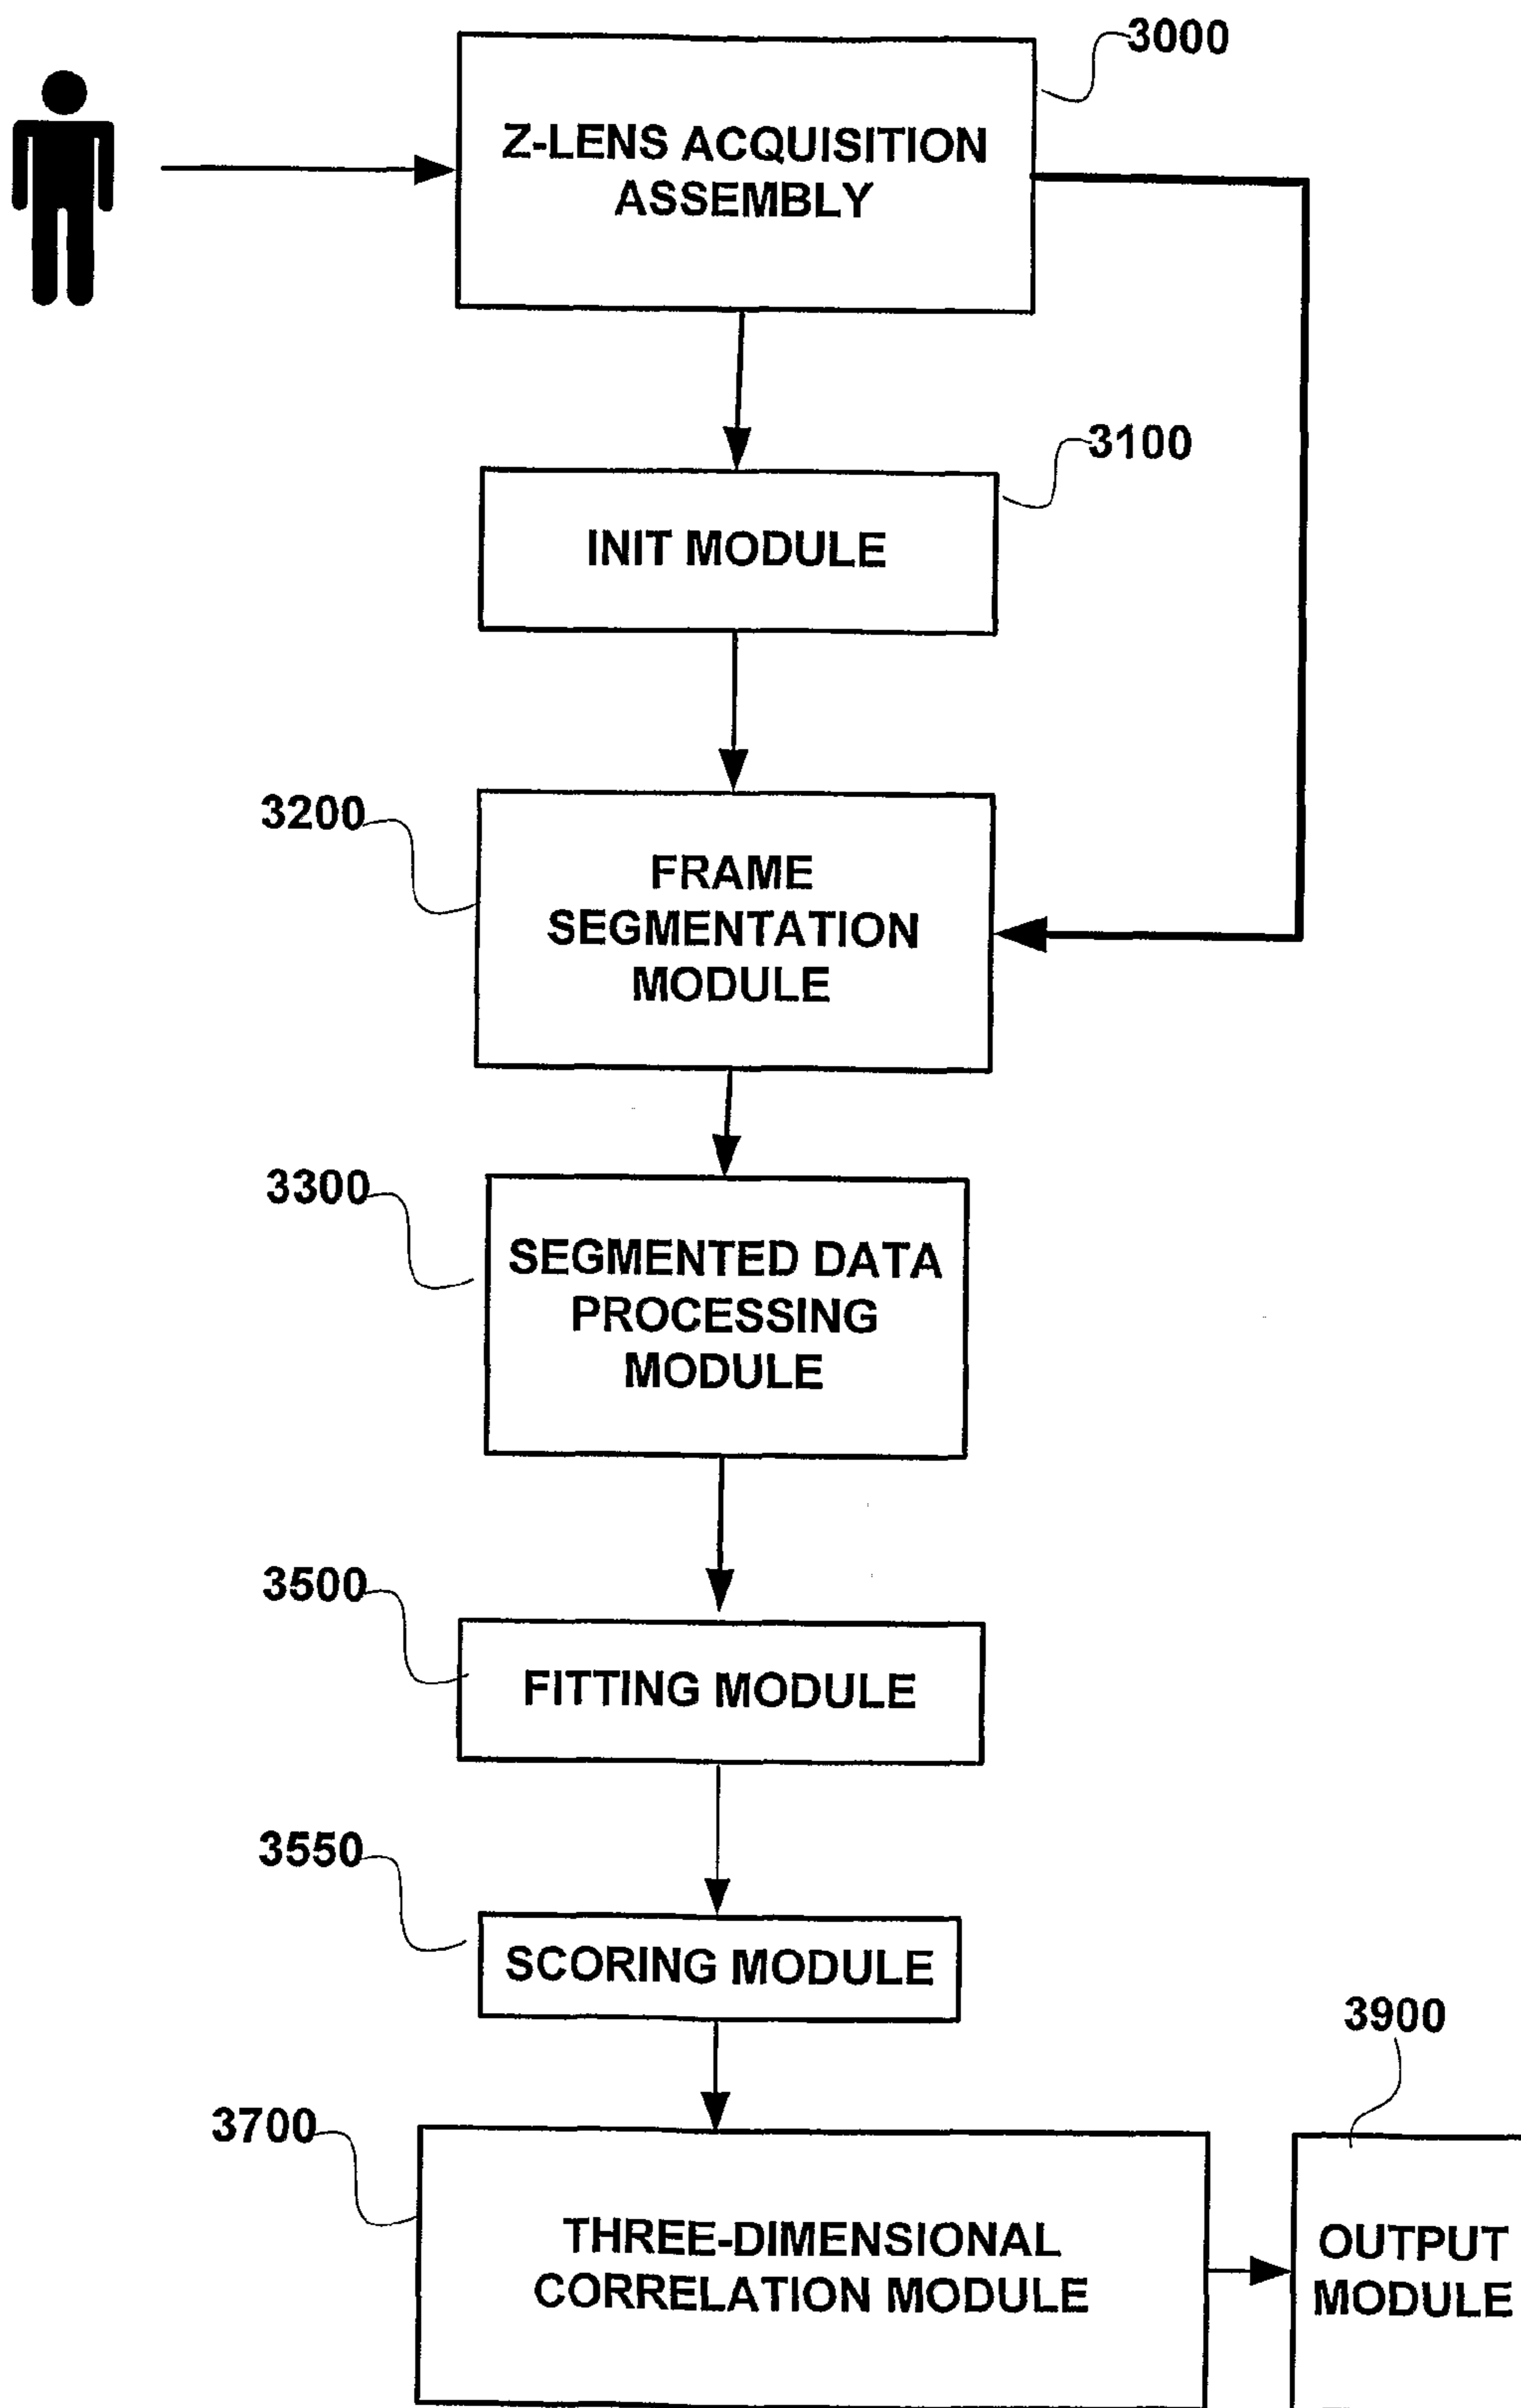 3000
Z-LENS ACQUISITION
ASSEMBLY
3100
INIT MODULE
3200
FRAME
SEGMENTATION
MODULE
3300
SEGMENTED DATA
PROCESSING
MODULE
3500
FITTING MODULE
3550
SCORING MODULE
3900
3700
THREE-DIMENSIONAL
CORRELATION MODULE
OUTPUT
MODULE